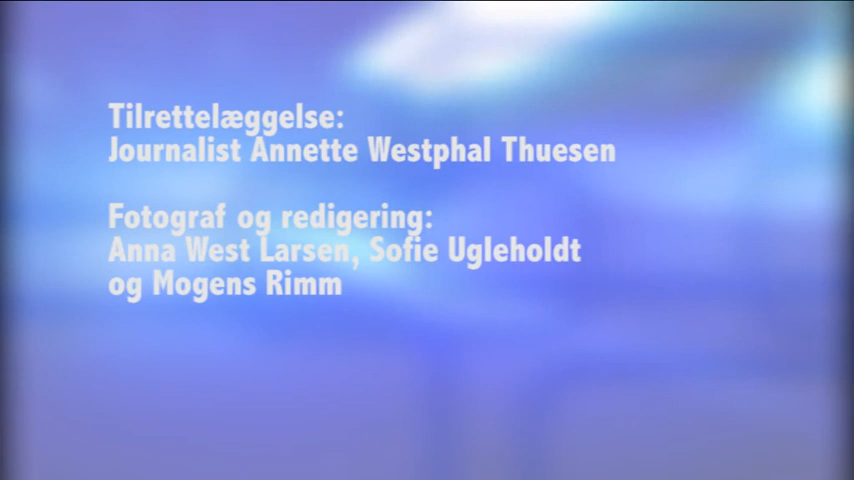 Tilrettelæggelse:
Journalist Annette Westphal Thuesen
Fotograf og redigering:
Anna West Larsen, Sofie Ugleholdt
og Mogens Rimm